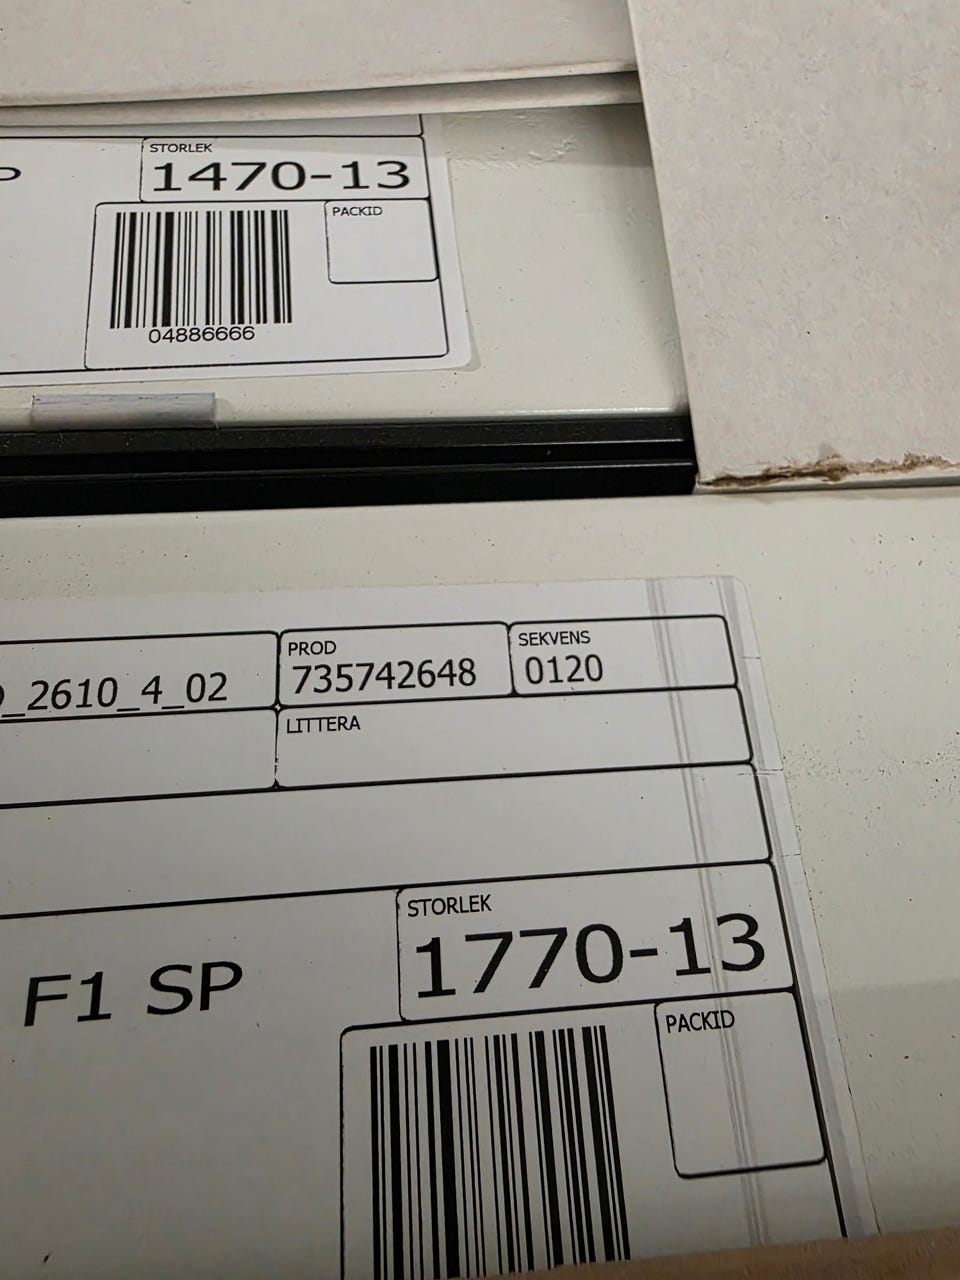 STORLEK
1470-13
PACKID
04886666
_2610_4_02
PROD
735742648
SEKVENS
0120
LITTERA
STORLEK
1770-13
F1 SP
PACKID